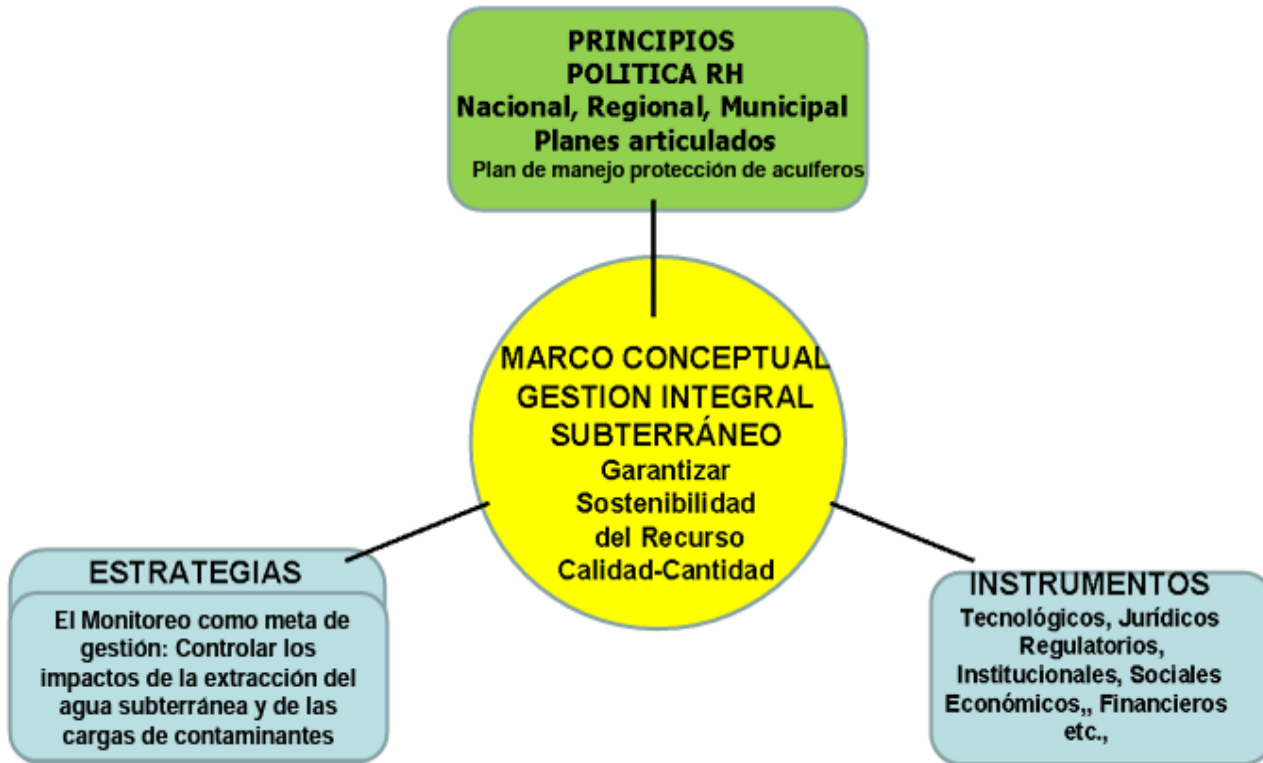 PRINCIPIOS
POLITICA RH
Nacional, Regional, Municipal
Planes articulados
Plan de manejo protección de acuíferos
MARCO CONCEPTUAL
GESTION INTEGRAL
SUBTERRÁNEO
Garantizar
Sostenibilidad
del Recurso
Calidad-Cantidad
ESTRATEGIAS
El Monitoreo como meta de
gestión: Controlar los
impactos de la extracción del
agua subterránea y de las
cargas de contaminantes
INSTRUMENTOS
Tecnológicos, Jurídicos
Regulatorios,
Institucionales, Sociales
Económicos,, Financieros
etc.,